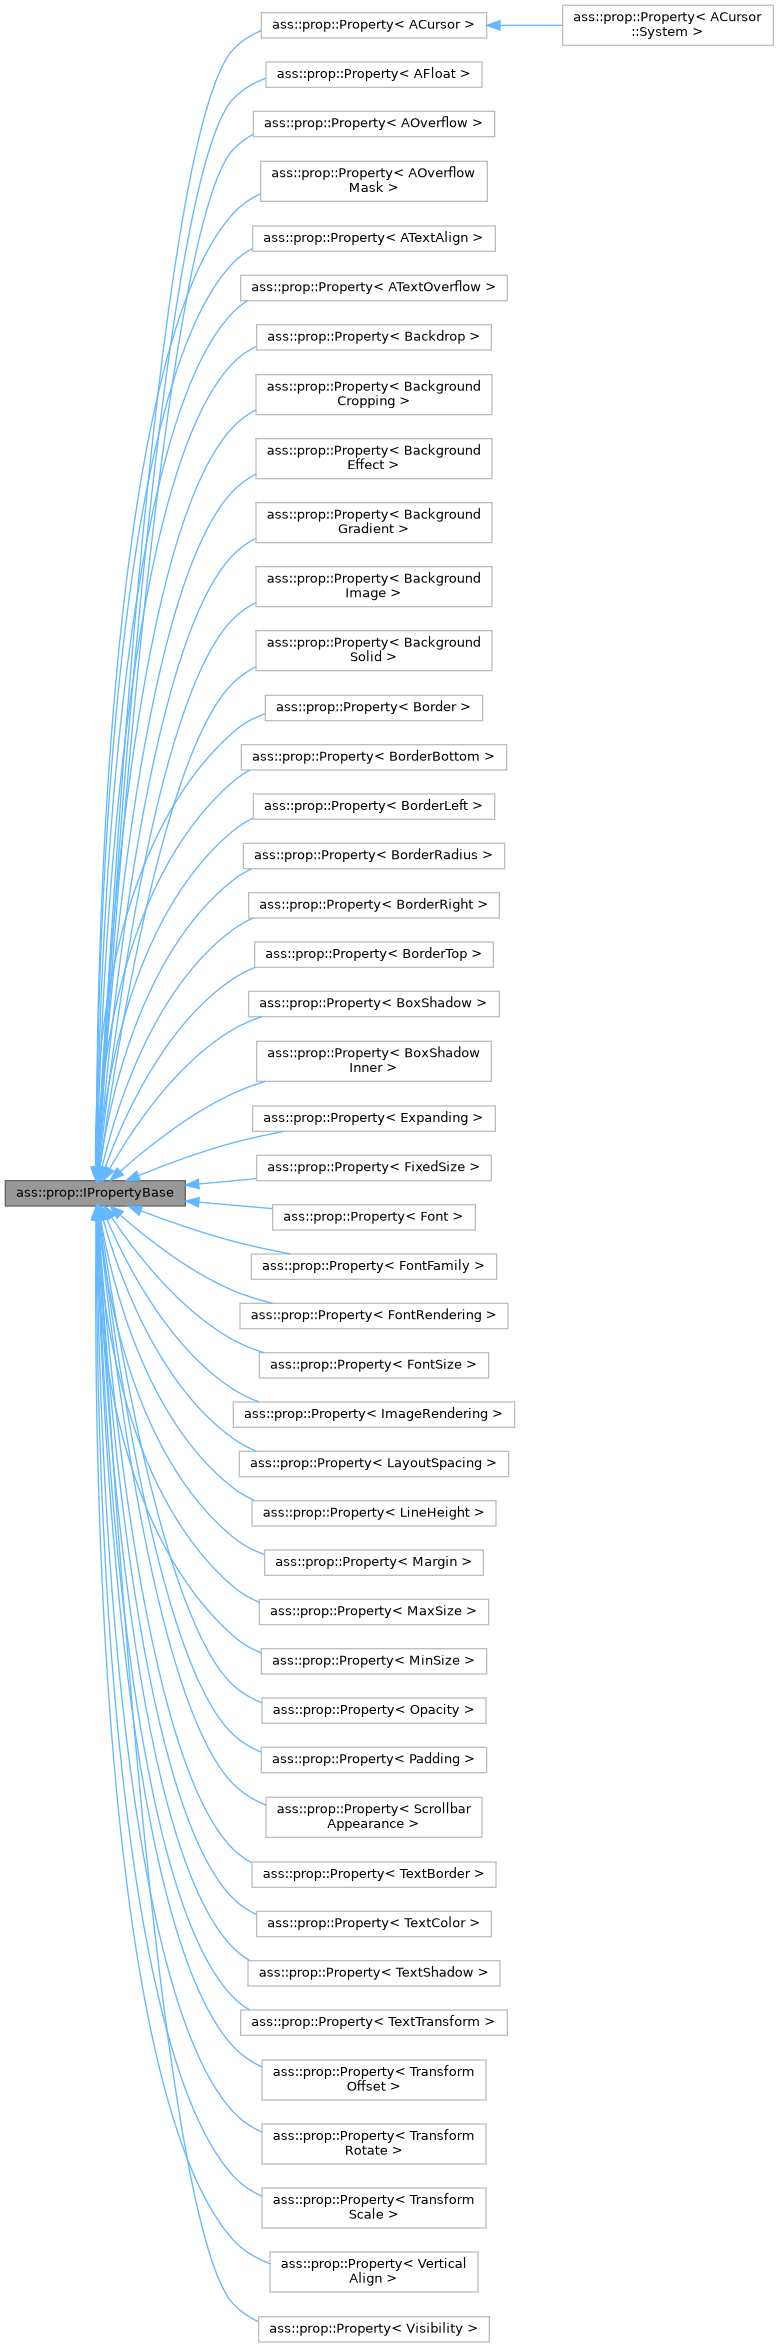 ass::prop::Property< ACursor >
ass::prop::Property< ACursor
::System >
ass::prop::Property< AFloat >
ass::prop::Property< AOverflow >
ass::prop::Property< AOverflow
Mask >
ass::prop::Property< ATextAlign >
ass::prop::Property< ATextOverflow >
ass::prop::Property< Backdrop >
ass::prop::Property< Background
Cropping >
ass::prop::Property< Background
Effect >
ass::prop::Property< Background
Gradient >
ass::prop::Property< Background
Image >
ass::prop::Property< Background
Solid >
ass::prop::Property< Border >
ass::prop::Property< BorderBottom >
ass::prop::Property< BorderLeft >
ass::prop::Property< BorderRadius >
ass::prop::Property< BorderRight >
ass::prop::Property< BorderTop >
ass::prop::Property< BoxShadow >
ass::prop::Property< BoxShadow
Inner >
ass::prop::Property< Expanding >
ass::prop::Property< FixedSize >
ass::prop::IPropertyBase
ass::prop::Property< Font >
ass::prop::Property< FontFamily >
ass::prop::Property< FontRendering >
ass::prop::Property< FontSize >
ass::prop::Property< ImageRendering >
ass::prop::Property< LayoutSpacing >
ass::prop::Property< LineHeight >
ass::prop::Property< Margin >
ass::prop::Property< MaxSize >
ass::prop::Property< MinSize >
ass::prop::Property< Opacity >
ass::prop::Property< Padding >
ass::prop::Property< Scrollbar
Appearance >
ass::prop::Property< TextBorder >
ass::prop::Property< TextColor >
ass::prop::Property< TextShadow >
ass::prop::Property< TextTransform >
ass::prop::Property< Transform
Offset >
ass::prop::Property< Transform
Rotate >
ass::prop::Property< Transform
Scale >
ass::prop::Property< Vertical
Align >
ass::prop::Property< Visibility >